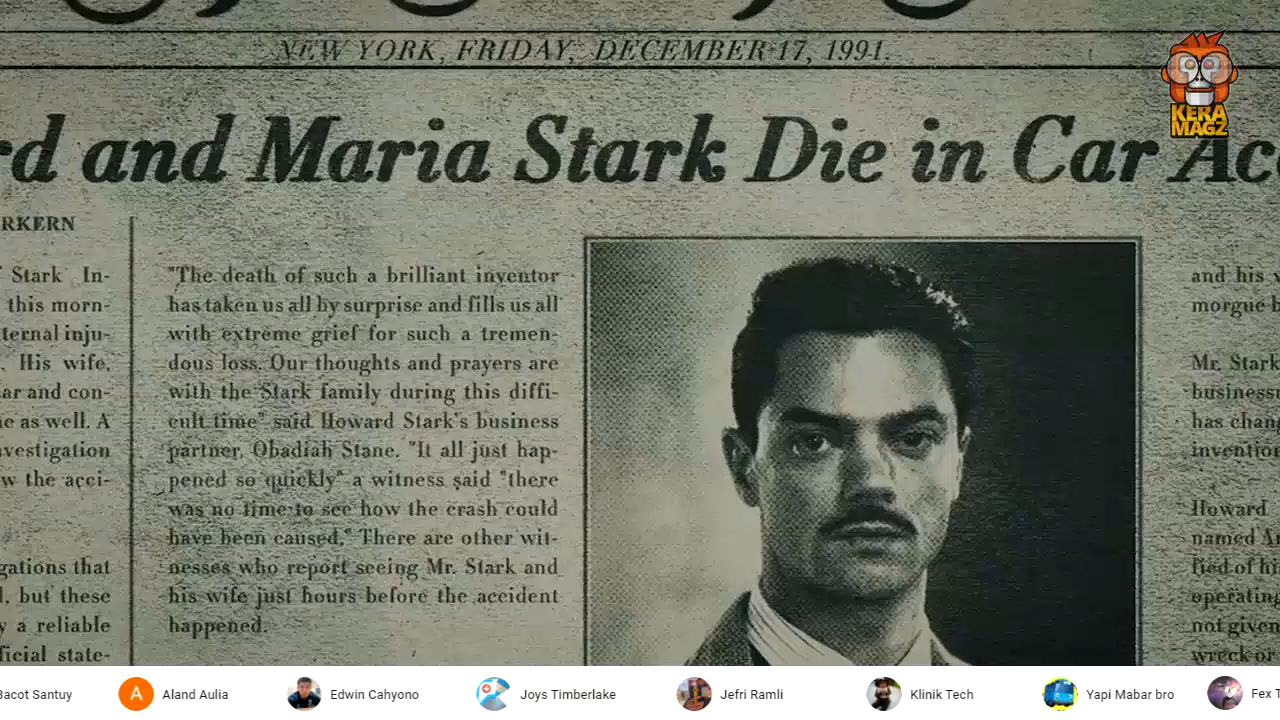 NEW YORK, FRIDAY, DECEMBER 17, 1991.
KERA
MAGZ
rd and Maria Stark Die in Car Acc
RKERN
Stark In-
this morn-
ternal inju-
. His wife,
ar and con-
e as well. A
vestigation
w the acci-
gations that
l, but these
y a reliable
ficial state-
"The death of such a brilliant inventor
has taken us all by surprise and fills us all
with extreme grief for such a tremen-
dous loss. Our thoughts and prayers are
with the Stark family during this diffi-
cult time" said Howard Stark's business
partner, Obadiah Stane. "It all just hap-
pened so quickly" a witness said "there
was no time to see how the crash could
have been caused." There are other wit-
nesses who report seeing Mr. Stark and
his wife just hours before the accident
happened.
and his
morgue
Mr. Stark
business
has chan
invention
Howard
named
fied of hi
operating
not given
wreck or
Bacot Santuy
A
Aland Aulia
Edwin Cahyono
Joys Timberlake
Jefri Ramli
Klinik Tech
Yapi Mabar bro
Fex T